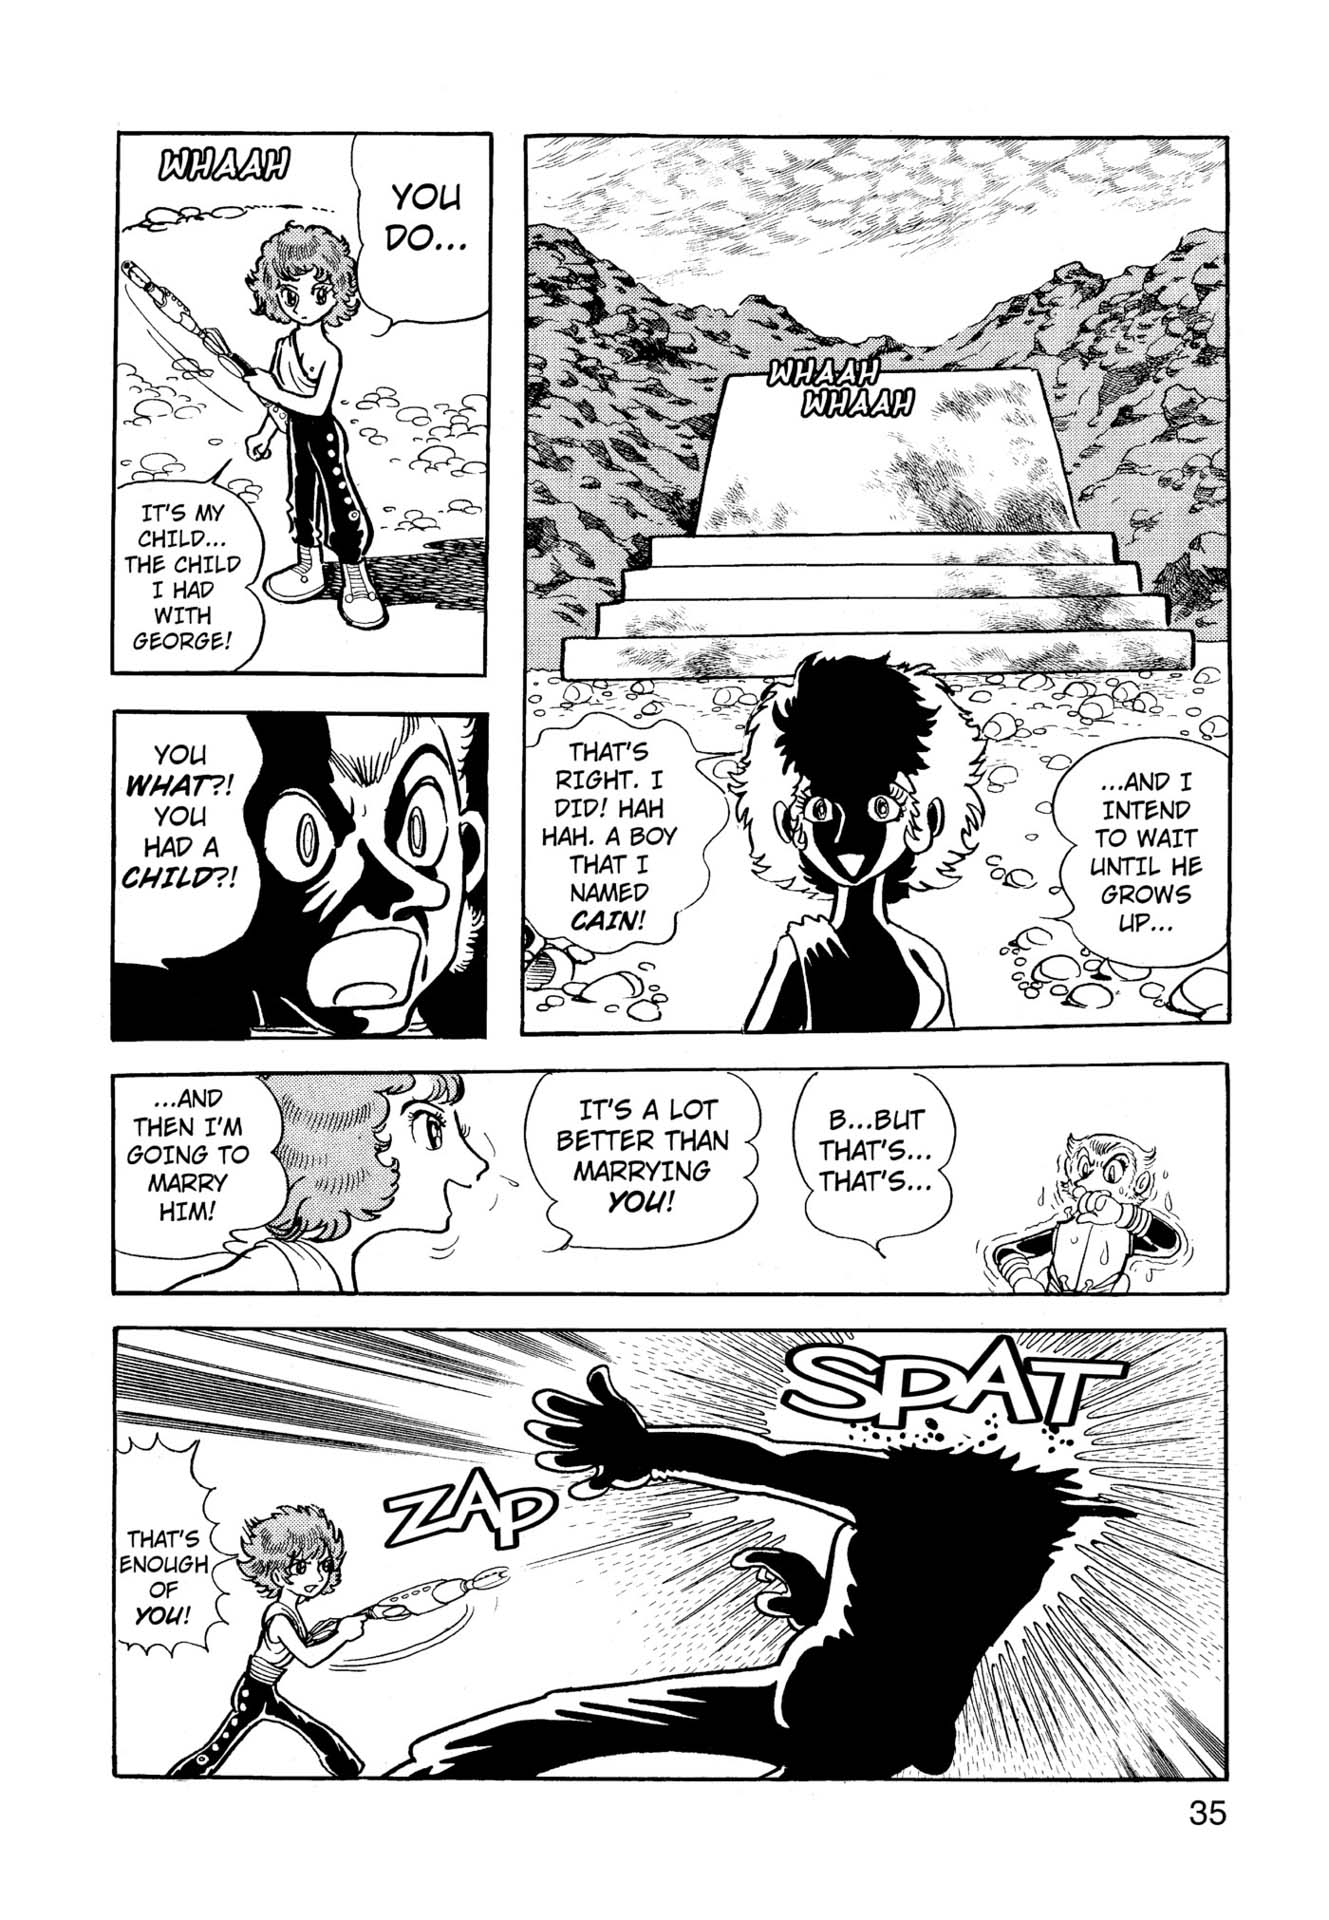 WHAAH
YOU
DO...
IT'S MY
CHILD...
THE CHILD
I HAD
WITH
GEORGE!
YOU
WHAT?!
YOU
HAD A
CHILD?!
WHAAH
WHAAH
THAT'S
RIGHT. I
DID! HAH
HAH. A BOY
THAT I
NAMED
CAIN!
...AND I
INTEND
TO WAIT
UNTIL HE
GROWS
UP...
...AND
THEN I'M
GOING TO
MARRY
HIM!
IT'S A LOT
BETTER THAN
MARRYING
YOU!
B...BUT
THAT'S...
THAT'S...
THAT'S
ENOUGH
OF
YOU!
ZAP
SPAT
35